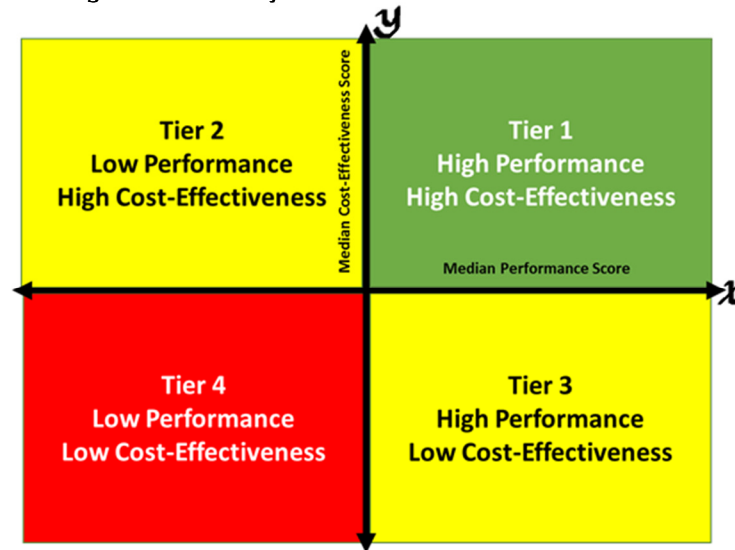 y
Median Cost-Effectiveness Score
Tier 2
Low Performance
High Cost-Effectiveness
Tier 1
High Performance
High Cost-Effectiveness
Median Performance Score
x
Tier 4
Low Performance
Low Cost-Effectiveness
Tier 3
High Performance
Low Cost-Effectiveness